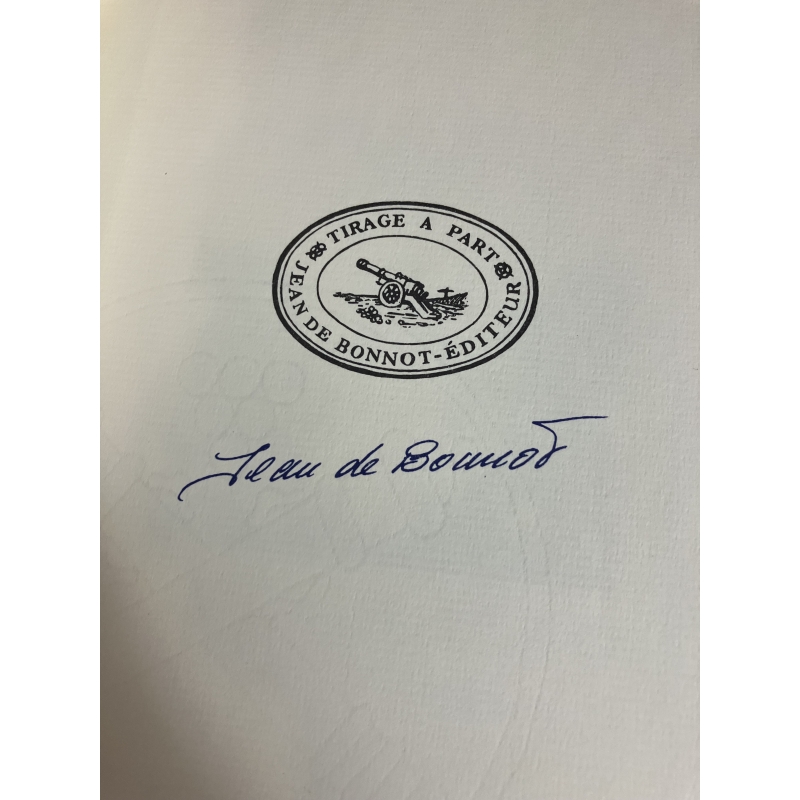 TIRAGE A PART
JEAN DE BONNOT-ÉDITEUR
Jean de Bonnot